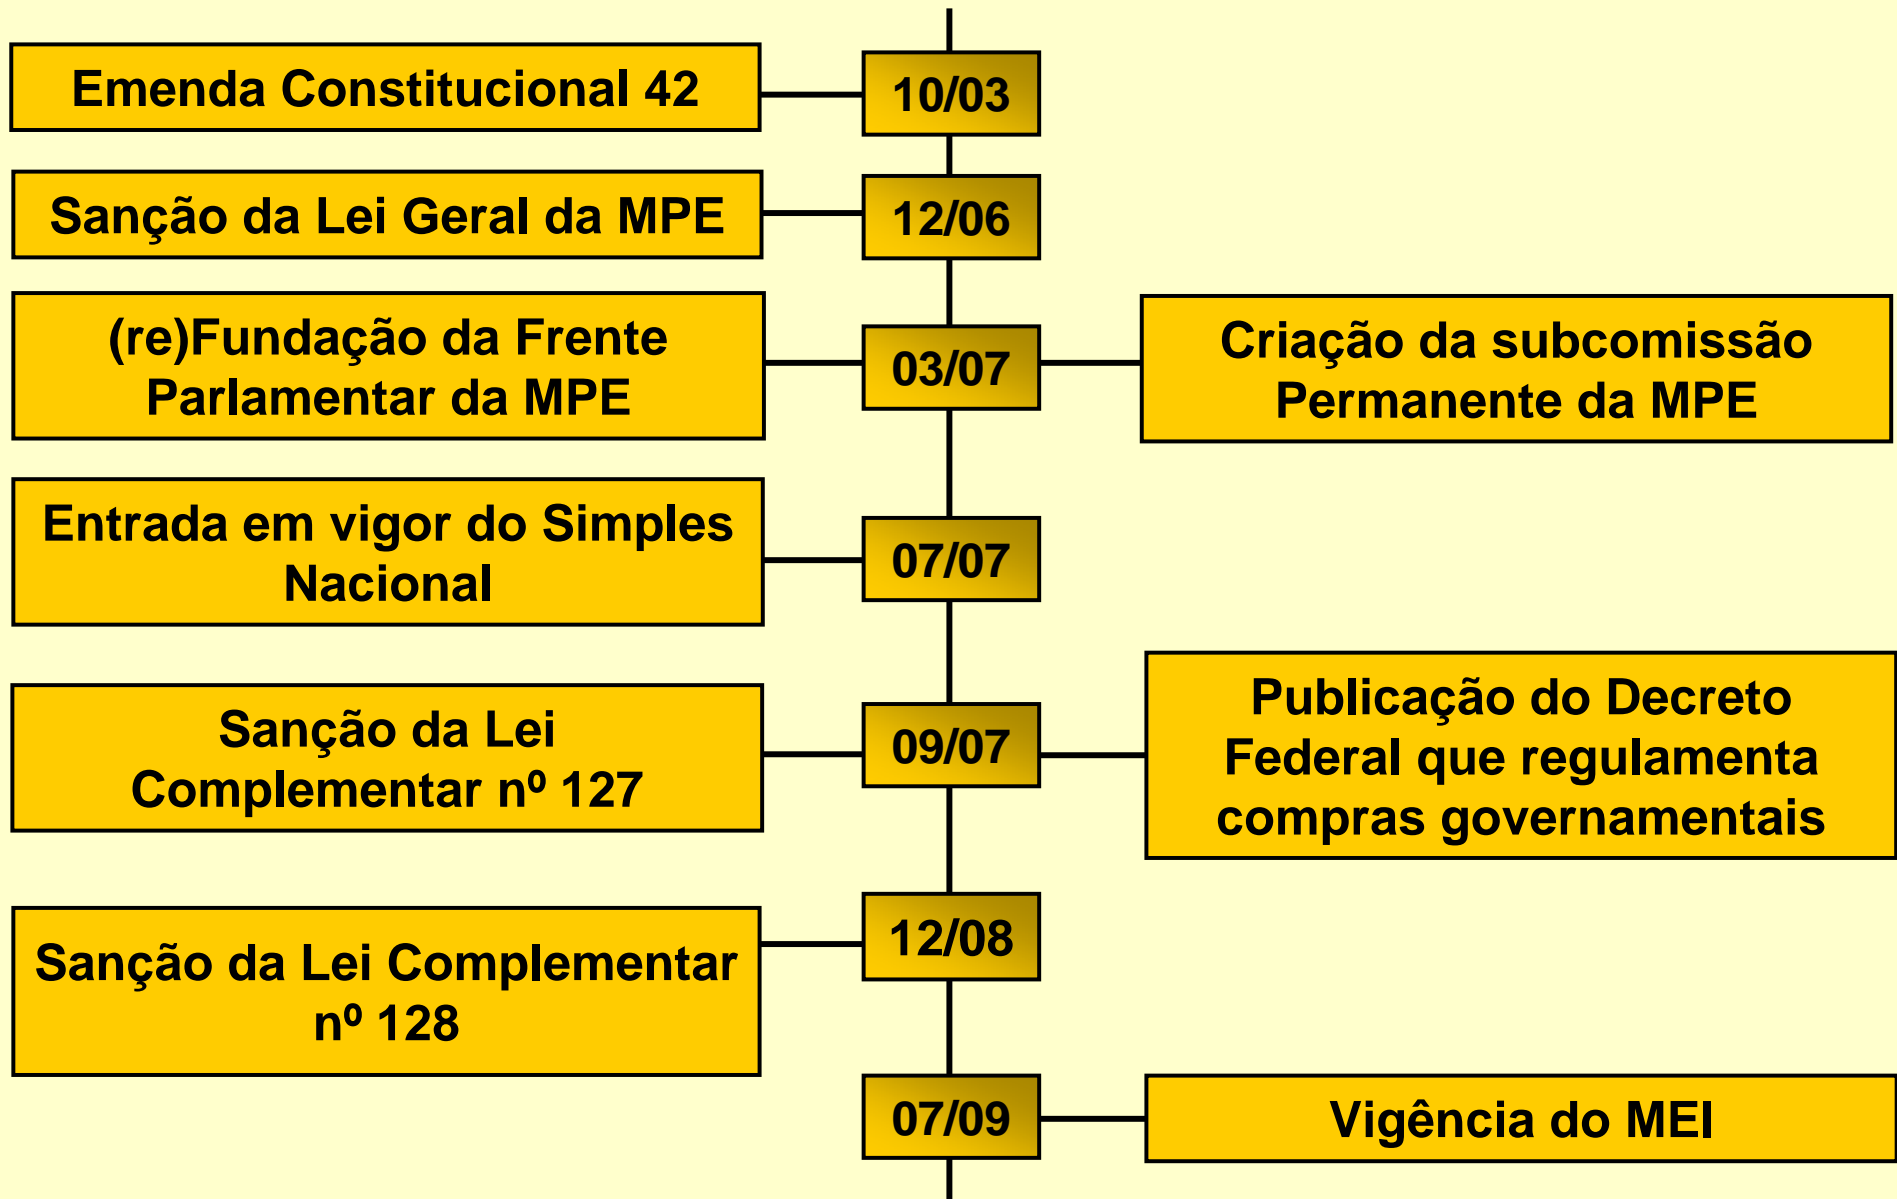 Emenda Constitucional 42
10/03
Sanção da Lei Geral da MPE
12/06
(re)Fundação da Frente
Parlamentar da MPE
03/07
Criação da subcomissão
Permanente da MPE
Entrada em vigor do Simples
Nacional
07/07
Sanção da Lei
Complementar nº 127
09/07
Publicação do Decreto
Federal que regulamenta
compras governamentais
Sanção da Lei Complementar
nº 128
12/08
07/09
Vigência do MEI